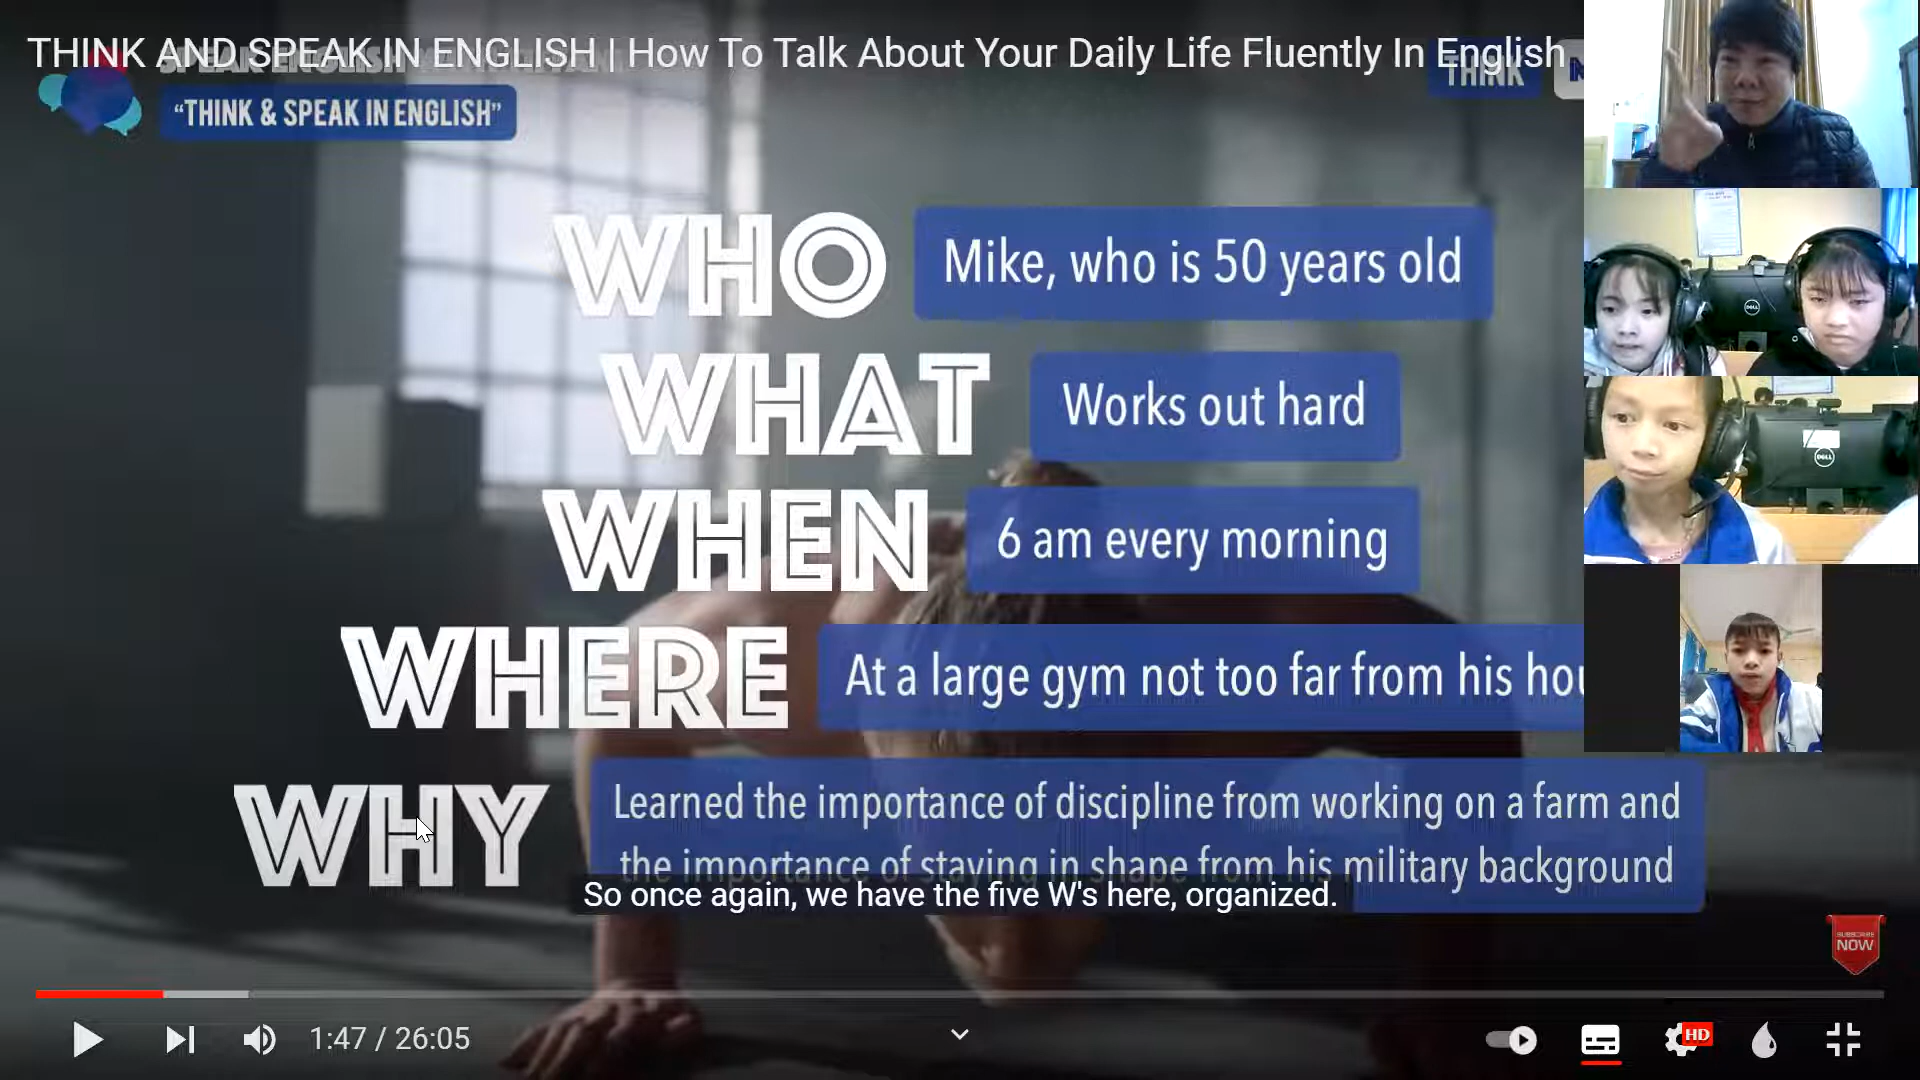 THINK AND SPEAK IN ENGLISH | How To Talk About Your Daily Life Fluently In English
THINK
“THINK & SPEAK IN ENGLISH”
WHO
Mike, who is 50 years old
WHAT
Works out hard
WHEN
6 am every morning
WHERE
At a large gym not too far from his
WHY
Learned the importance of discipline from working on a farm and
the importance of staying in shape from his military background
So once again, we have the five W's here, organized.
SUBSCRIBE
NOW
1:47 / 26:05
HD
DELL
DELL